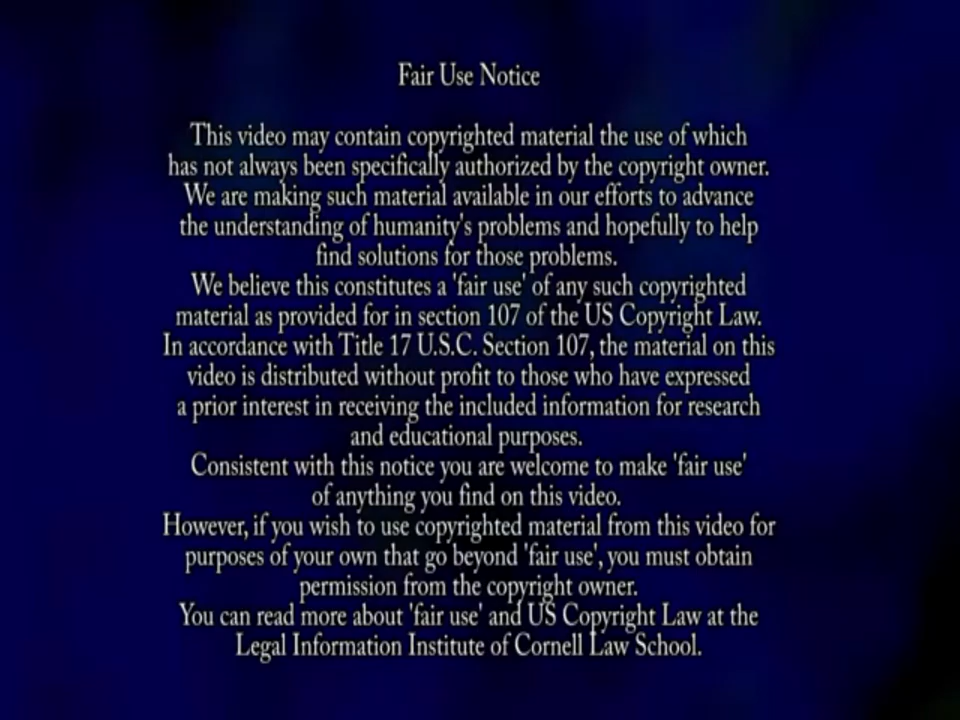 Fair Use Notice
This video may contain copyrighted material the use of which
has not always been specifically authorized by the copyright owner.
We are making such material available in our efforts to advance
the understanding of humanity's problems and hopefully to help
find solutions for those problems.
We believe this constitutes a 'fair use' of any such copyrighted
material as provided for in section 107 of the US Copyright Law.
In accordance with Title 17 U.S.C. Section 107, the material on this
video is distributed without profit to those who have expressed
a prior interest in receiving the included information for research
and educational purposes.
Consistent with this notice you are welcome to make 'fair use'
of anything you find on this video.
However, if you wish to use copyrighted material from this video for
purposes of your own that go beyond 'fair use', you must obtain
permission from the copyright owner.
You can read more about 'fair use' and US Copyright Law at the
Legal Information Institute of Cornell Law School.